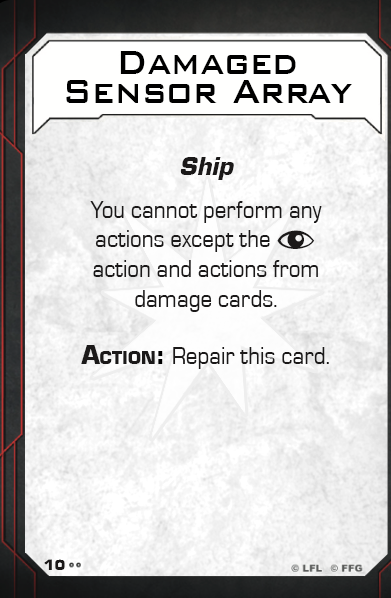 DAMAGED
SENSOR ARRAY
Ship
You cannot perform any
actions except the
action and actions from
damage cards.
ACTION: Repair this card.
10
© LFL © FFG